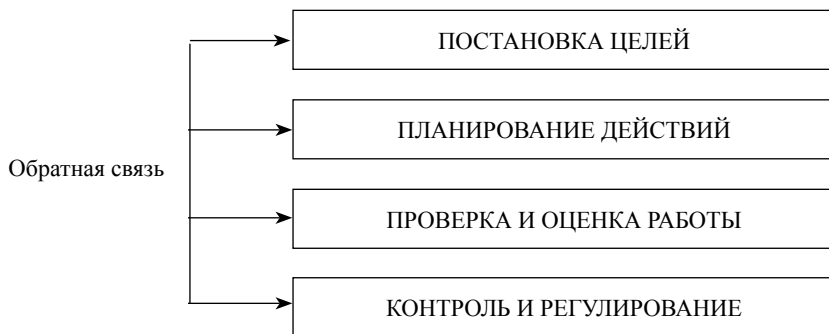 ПОСТАНОВКА ЦЕЛЕЙ
ПЛАНИРОВАНИЕ ДЕЙСТВИЙ
Обратная связь
ПРОВЕРКА И ОЦЕНКА РАБОТЫ
КОНТРОЛЬ И РЕГУЛИРОВАНИЕ